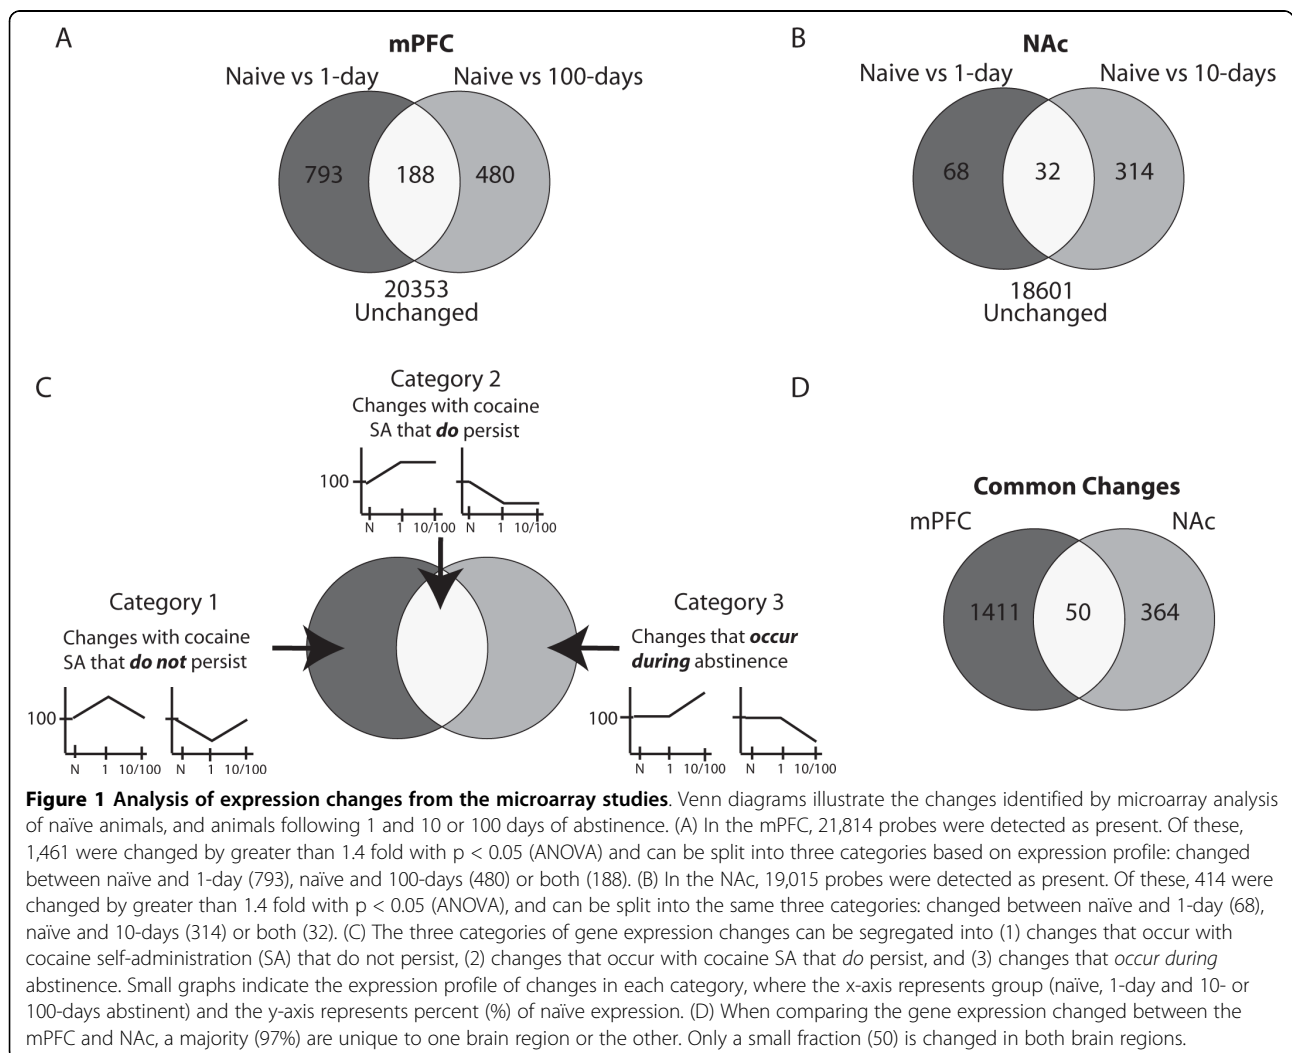 A
mPFC
Naive vs 1-day
Naive vs 100-days
793
188
480
20353
Unchanged
B
NAc
Naive vs 1-day
Naive vs 10-days
68
32
314
18601
Unchanged
C
Category 2
Changes with cocaine
SA that do persist
100
N 1 10/100
N 1 10/100
Category 1
Changes with cocaine
SA that do not persist
100
N 1 10/100
N 1 10/100
Category 3
Changes that occur
during abstinence
100
N 1 10/100
N 1 10/100
D
Common Changes
mPFC
NAc
1411
50
364
Figure 1 Analysis of expression changes from the microarray studies. Venn diagrams illustrate the changes identified by microarray analysis
of naïve animals, and animals following 1 and 10 or 100 days of abstinence. (A) In the mPFC, 21,814 probes were detected as present. Of these,
1,461 were changed by greater than 1.4 fold with p < 0.05 (ANOVA) and can be split into three categories based on expression profile: changed
between naïve and 1-day (793), naïve and 100-days (480) or both (188). (B) In the NAc, 19,015 probes were detected as present. Of these, 414 were
changed by greater than 1.4 fold with p < 0.05 (ANOVA), and can be split into the same three categories: changed between naïve and 1-day (68),
naïve and 10-days (314) or both (32). (C) The three categories of gene expression changes can be segregated into (1) changes that occur with
cocaine self-administration (SA) that do not persist, (2) changes that occur with cocaine SA that do persist, and (3) changes that occur during
abstinence. Small graphs indicate the expression profile of changes in each category, where the x-axis represents group (naïve, 1-day and 10- or
100-days abstinent) and the y-axis represents percent (%) of naïve expression. (D) When comparing the gene expression changed between the
mPFC and NAc, a majority (97%) are unique to one brain region or the other. Only a small fraction (50) is changed in both brain regions.